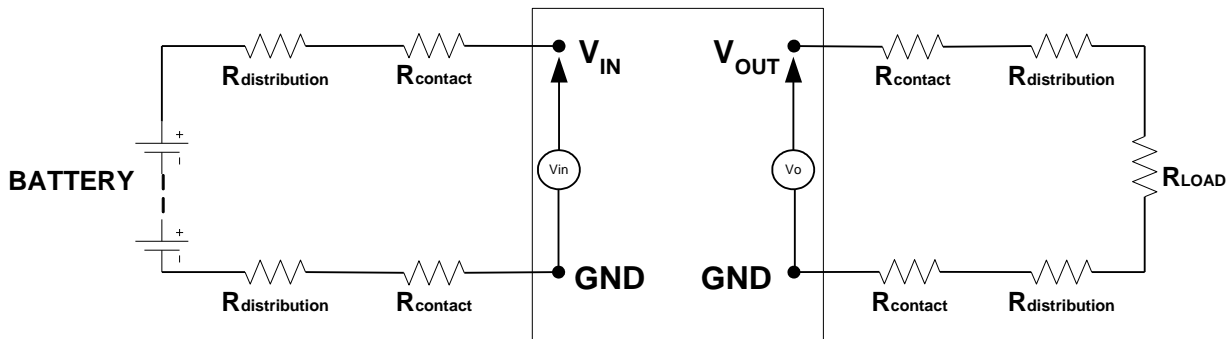 Rdistribution
Rcontact
VIN
VOUT
Rcontact
Rdistribution
+
-
BATTERY
Vin
Vo
RLOAD
+
-
Rdistribution
Rcontact
GND
GND
Rcontact
Rdistribution